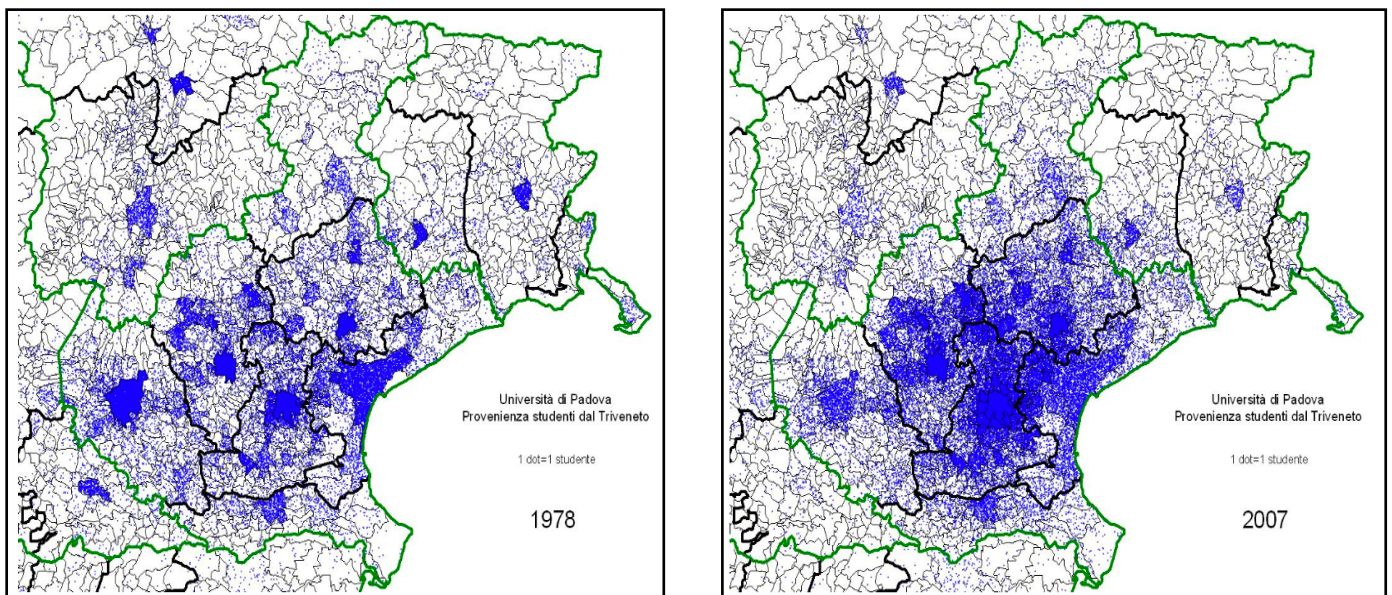 Università di Padova
Provenienza studenti dal Triveneto
1 dot=1 studente
1978
Università di Padova
Provenienza studenti dal Triveneto
1 dot=1 studente
2007